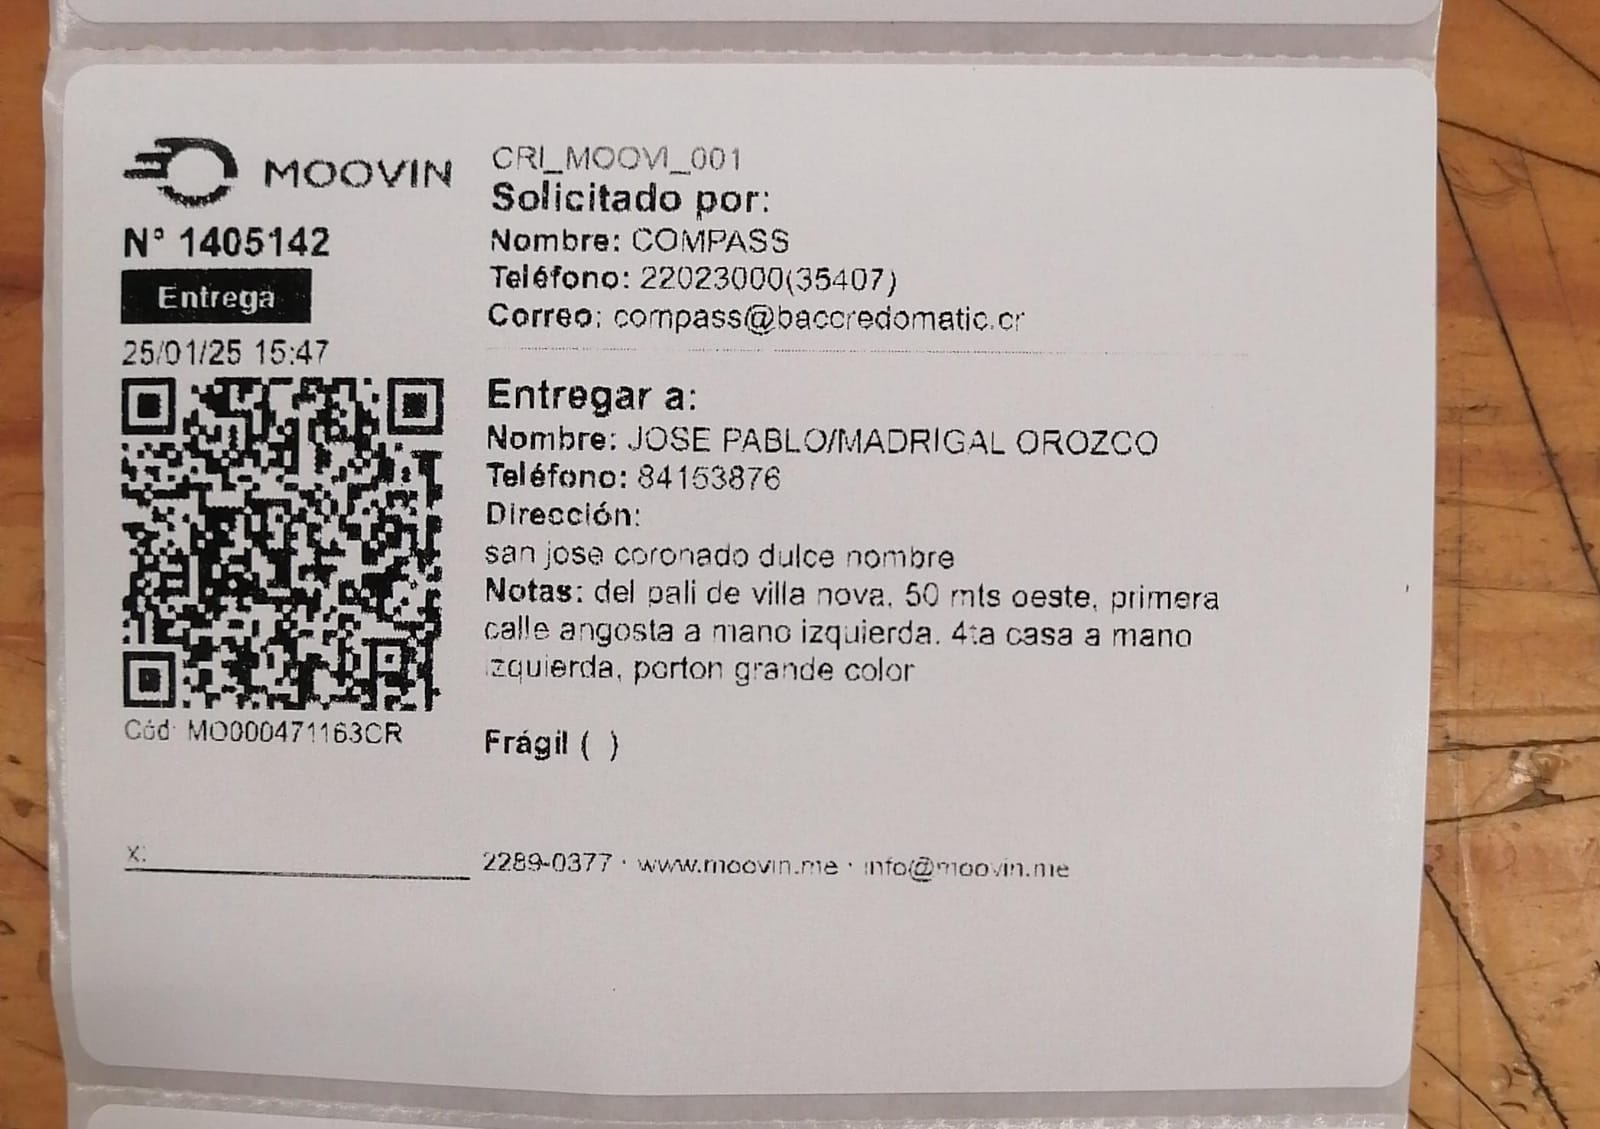 MOOVIN
N° 1405142
Entrega
25/01/25 15:47
Cód: MO000471163CR
x:
CRI_MOOVI_001
Solicitado por:
Nombre: COMPASS
Teléfono: 22023000(35407)
Correo: compass@baccredomatic.cr
Entregar a:
Nombre: JOSE PABLO/MADRIGAL OROZCO
Teléfono: 84153876
Dirección:
san jose coronado dulce nombre
Notas: del pali de villa nova, 50 mts oeste, primera
calle angosta a mano izquierda. 4ta casa a mano
izquierda, porton grande color
Frágil ( )
2289-0377 · www.moovin.me · info@moovin.me